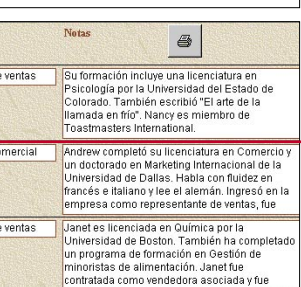 Notas
e ventas
Su formación incluye una licenciatura en
Psicología por la Universidad del Estado de
Colorado. También escribió "El arte de la
llamada en frío". Nancy es miembro de
Toastmasters International.
omercial
Andrew completó su licenciatura en Comercio y
un doctorado en Marketing Internacional de la
Universidad de Dallas. Habla con fluidez en
francés e italiano y lee el alemán. Ingresó en la
empresa como representante de ventas, fue
e ventas
Janet es licenciada en Química por la
Universidad de Boston. También ha completado
un programa de formación en Gestión de
minoristas de alimentación. Janet fue
contratada como vendedora asociada y fue